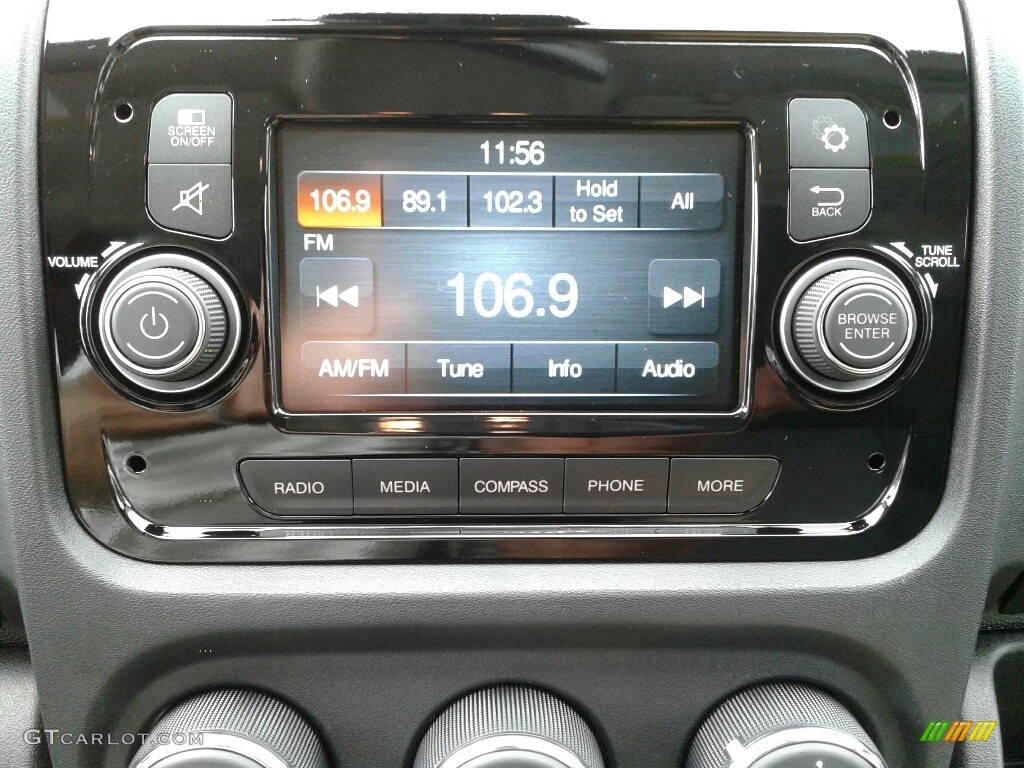 11:56
SCREEN
ON/OFF
106.9 89.1 102.3 Hold
to Set All
FM
BACK
VOLUME
TUNE
SCROLL
106.9
BROWSE
ENTER
AM/FM Tune Info Audio
RADIO MEDIA COMPASS PHONE MORE
GTCARLOT.COM